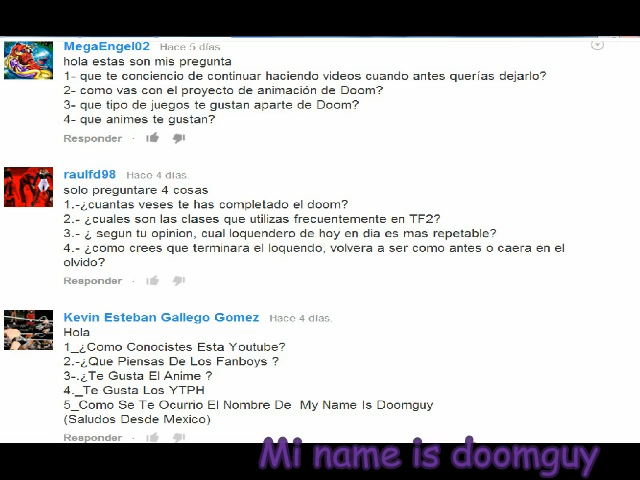 MegaEngel02 Hace 5 días
hola estas son mis pregunta
1- que te conciencio de continuar haciendo videos cuando antes querías dejarlo?
2- como vas con el proyecto de animación de Doom?
3- que tipo de juegos te gustan aparte de Doom?
4- que animes te gustan?
Responder ·
raulfd98 Hace 4 días.
solo preguntare 4 cosas
1.-¿cuantas veses te has completado el doom?
2.- ¿cuales son las clases que utilizas frecuentemente en TF2?
3.- ¿ segun tu opinion, cual loquendero de hoy en dia es mas repetable?
4.- ¿como crees que terminara el loquendo, volvera a ser como antes o caera en el
olvido?
Responder ·
Kevin Esteban Gallego Gomez Hace 4 días.
Hola
1_¿Como Conocistes Esta Youtube?
2.-¿Que Piensas De Los Fanboys ?
3-.¿Te Gusta El Anime ?
4._Te Gusta Los YTPH
5_Como Se Te Ocurrio El Nombre De My Name Is Doomguy
(Saludos Desde Mexico)
Responder ·
Mi name is doomguy